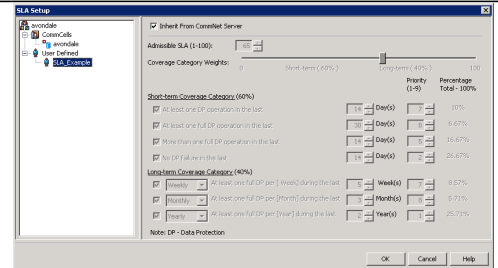 SLA Setup
avondale
CommCells
avondale
User Defined
SLA_Example
Inherit From CommNet Server
Admissible SLA (1-100): 65
Coverage Category Weights:
0 Short-term ( 60% ) Long-term ( 40% ) 100
Priority (1-9) Percentage Total - 100%
Short-term Coverage Category (60%)
At least one DP operation in the last 14 Day(s) 7 10%
At least one full DP operation in the last 30 Day(s) 8 6.67%
More than one full DP operation in the last 14 Day(s) 5 16.67%
No DP failure in the last 14 Day(s) 2 26.67%
Long-term Coverage Category (40%)
Weekly At least one full DP per [ Week] during the last 5 Week(s) 7 8.57%
Monthly At least one full DP per [Month] during the last 3 Month(s) 8 5.71%
Yearly At least one full DP per [Year] during the last 2 Year(s) 1 25.71%
Note: DP - Data Protection
OK Cancel Help